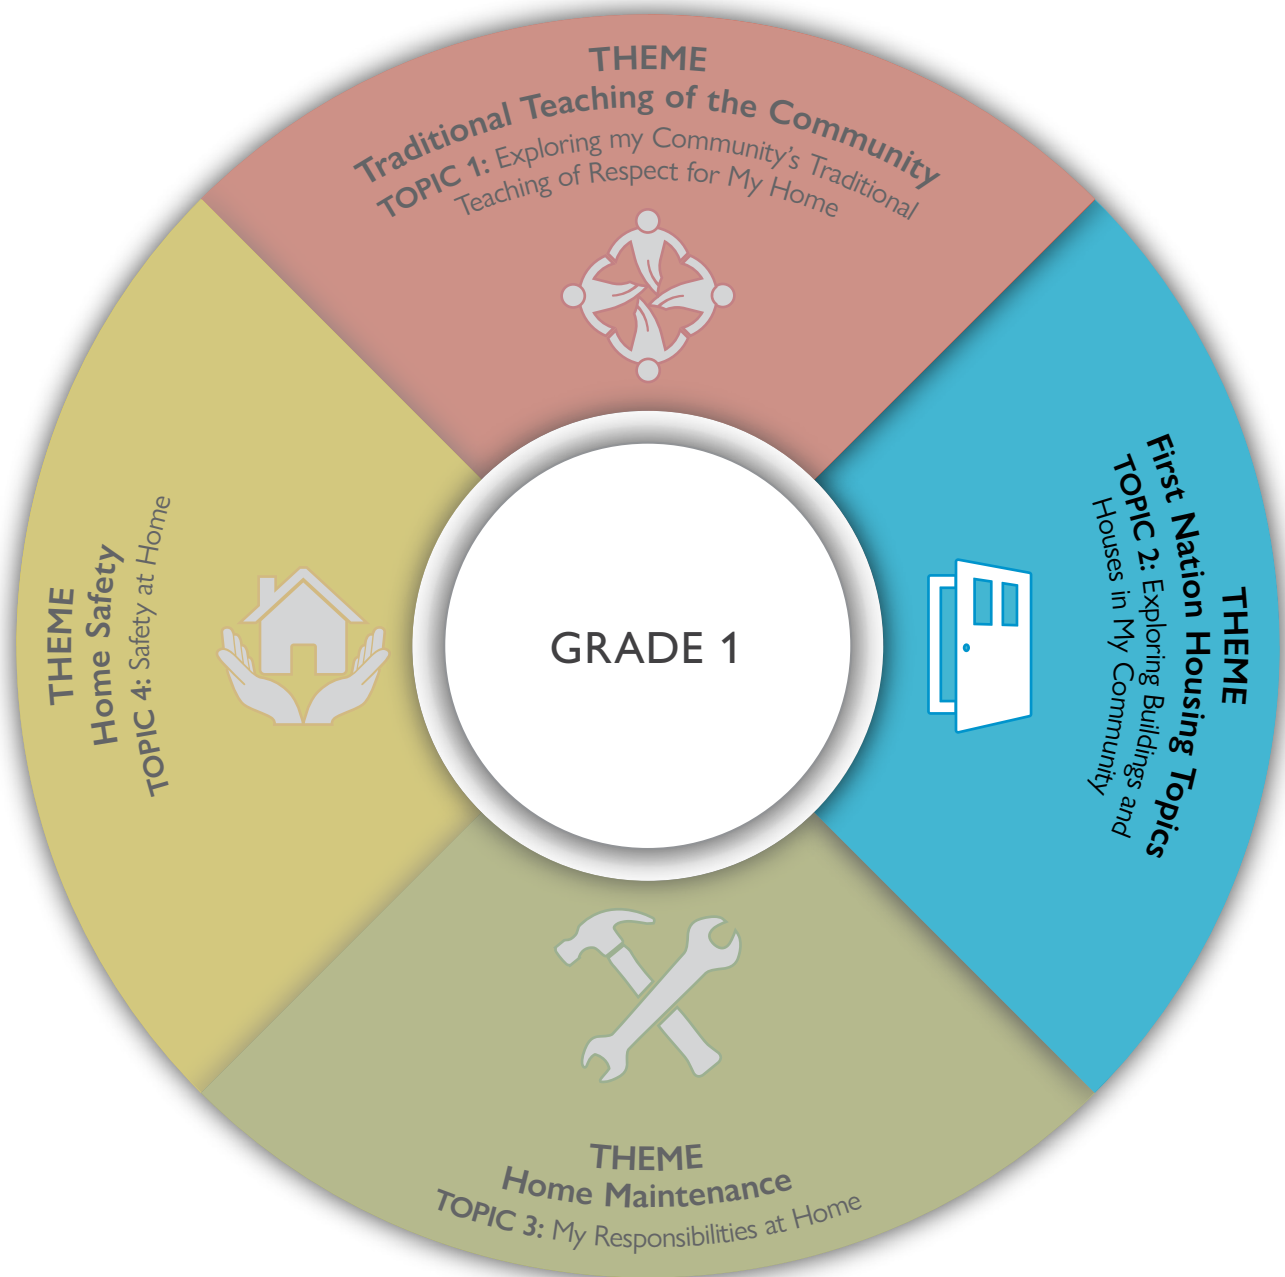 THEME
Traditional Teaching of the Community
TOPIC 1: Exploring my Community's Traditional
Teaching of Respect for My Home
THEME
First Nation Housing Topics
TOPIC 2: Exploring Buildings and
Houses in My Community
THEME
Home Maintenance
TOPIC 3: My Responsibilities at Home
THEME
Home Safety
TOPIC 4: Safety at Home
GRADE 1